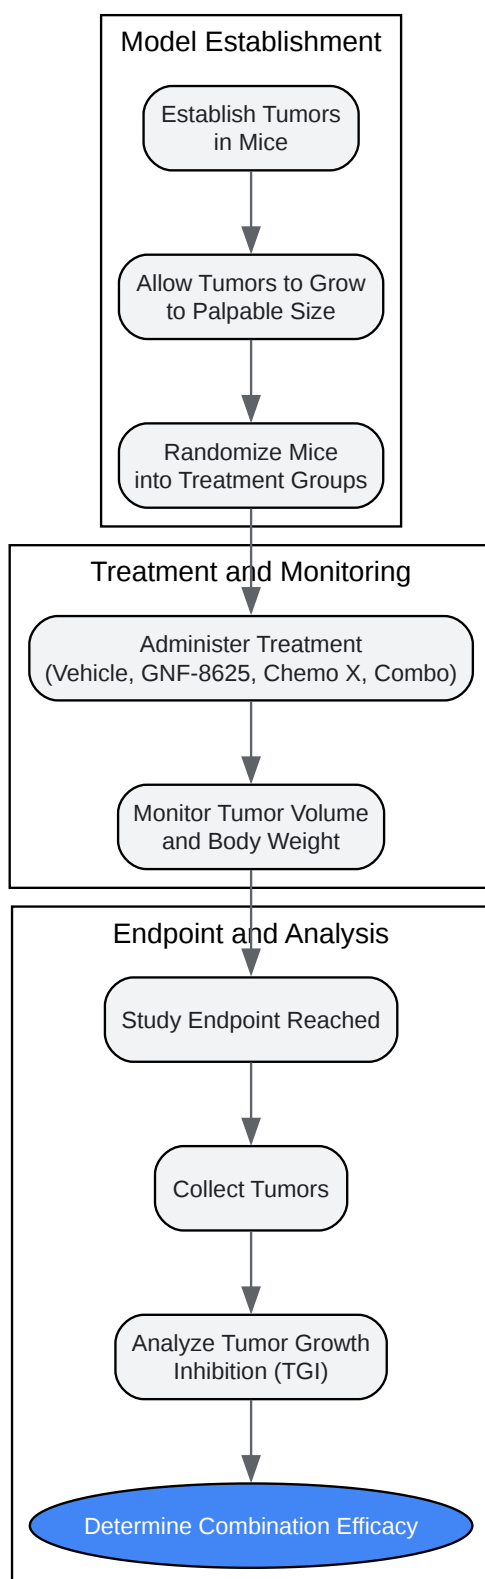 Model Establishment
Establish Tumors
in Mice
Allow Tumors to Grow
to Palpable Size
Randomize Mice
into Treatment Groups
Treatment and Monitoring
Administer Treatment
(Vehicle, GNF-8625, Chemo X, Combo)
Monitor Tumor Volume
and Body Weight
Endpoint and Analysis
Study Endpoint Reached
Collect Tumors
Analyze Tumor Growth
Inhibition (TGI)
Determine Combination Efficacy